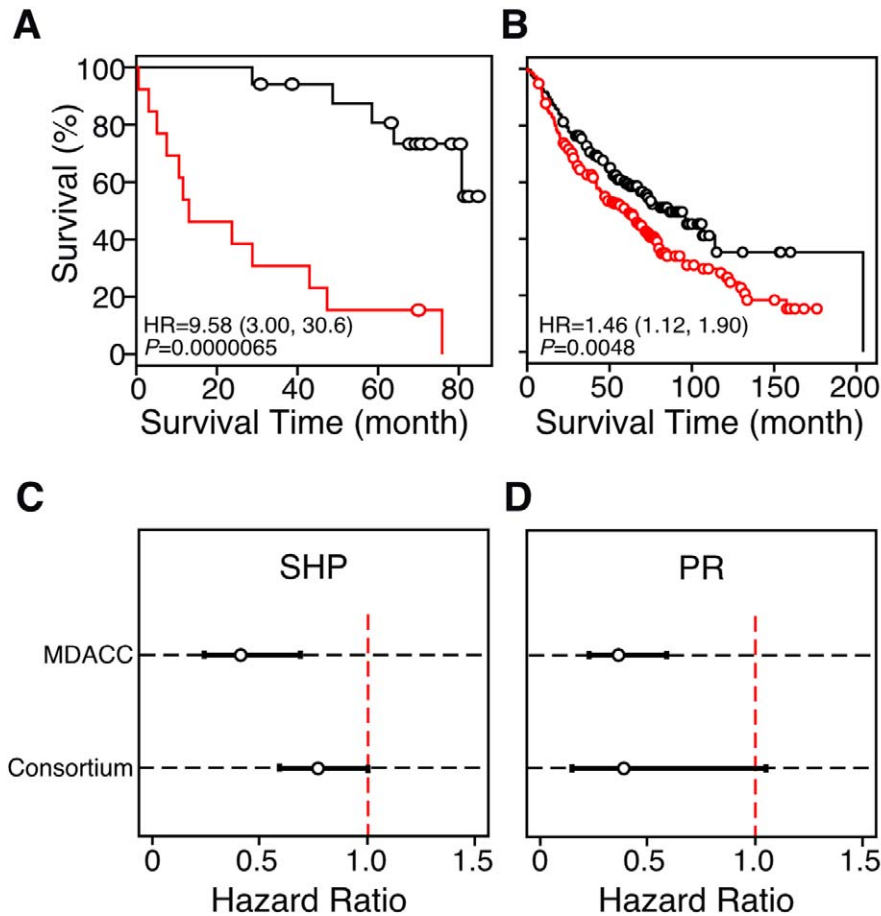 A
B
Survival (%)
100
80
60
40
20
0
HR=9.58 (3.00, 30.6)
P=0.0000065
0 20 40 60 80
Survival Time (month)
HR=1.46 (1.12, 1.90)
P=0.0048
0 50 100 150 200
Survival Time (month)
C
D
SHP
MDACC
Consortium
0 0.5 1.0 1.5
Hazard Ratio
PR
0 0.5 1.0 1.5
Hazard Ratio